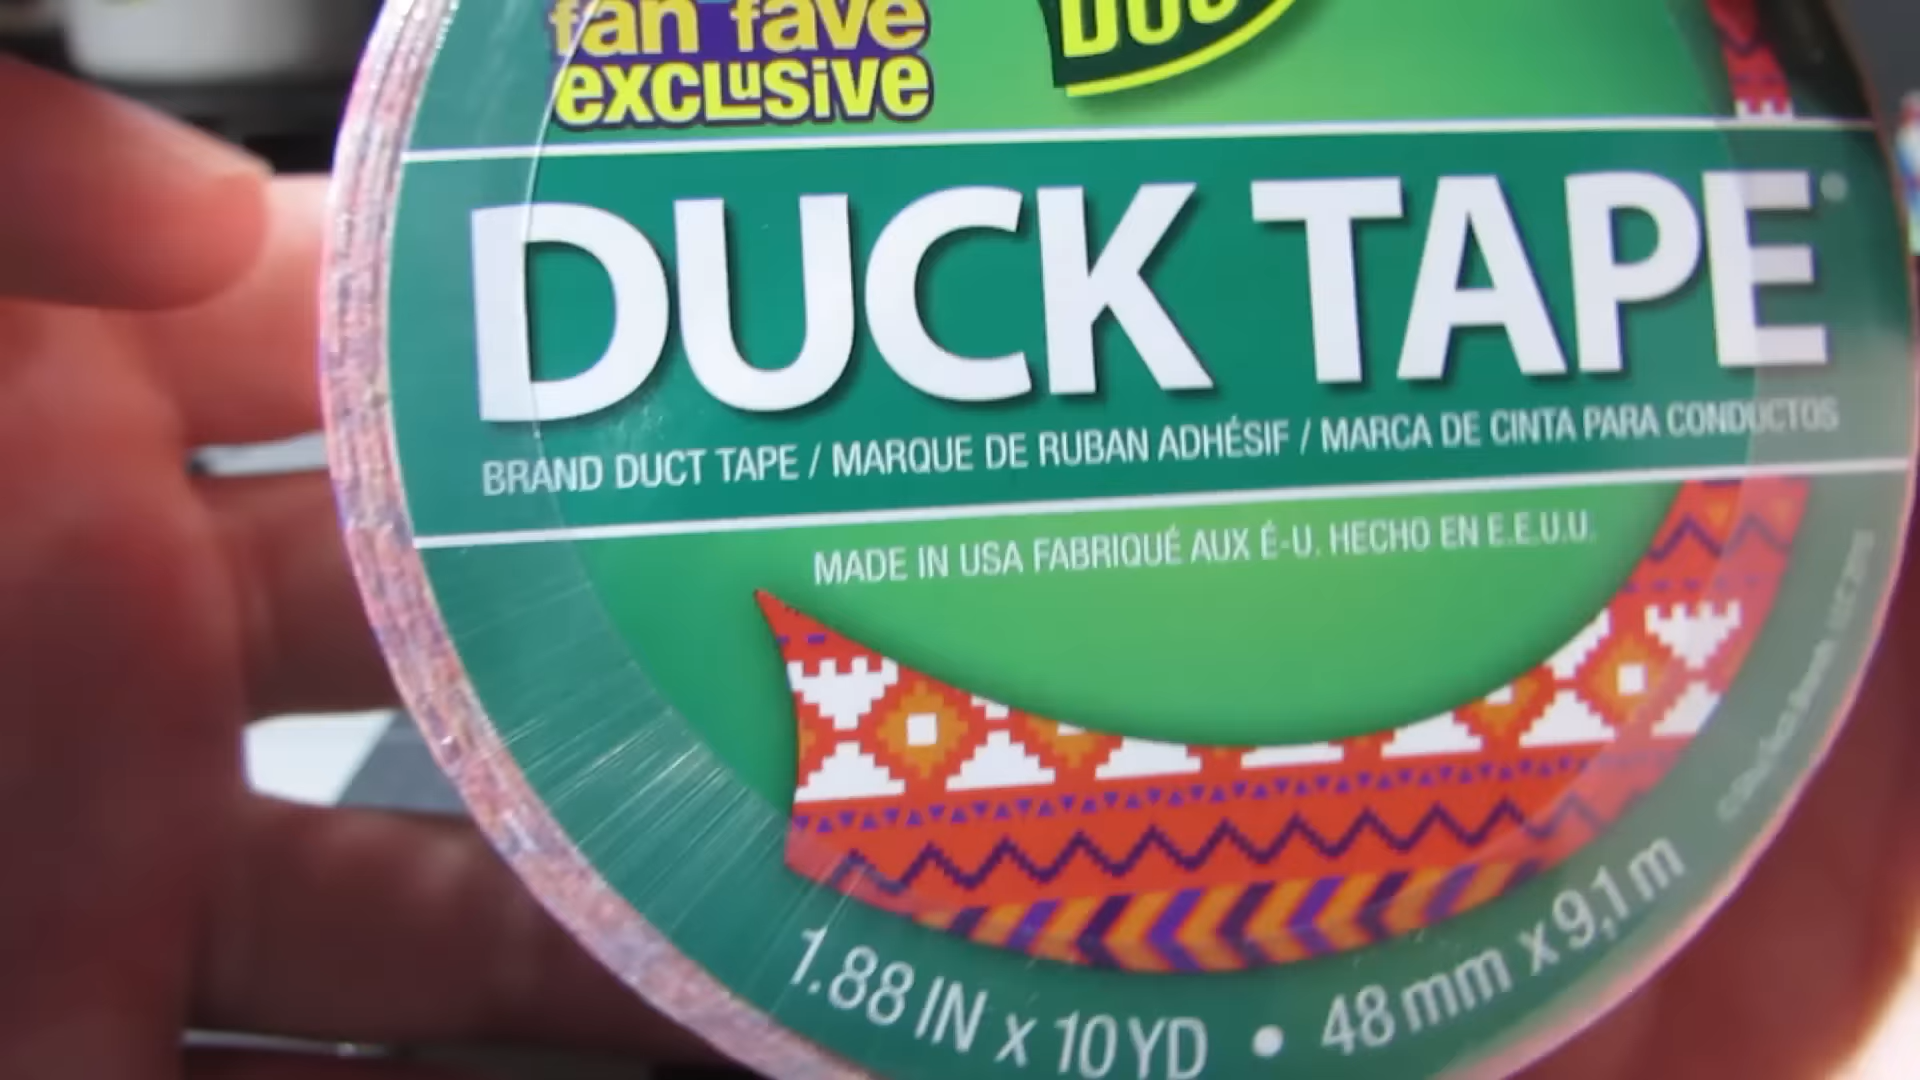 fan fave
exclusive
DUCK TAPE®
BRAND DUCT TAPE / MARQUE DE RUBAN ADHÉSIF / MARCA DE CINTA PARA CONDUCTOS
MADE IN USA FABRIQUÉ AUX É-U. HECHO EN E.E.U.U.
1.88 IN x 10 YD • 48 mm x 9,1 m